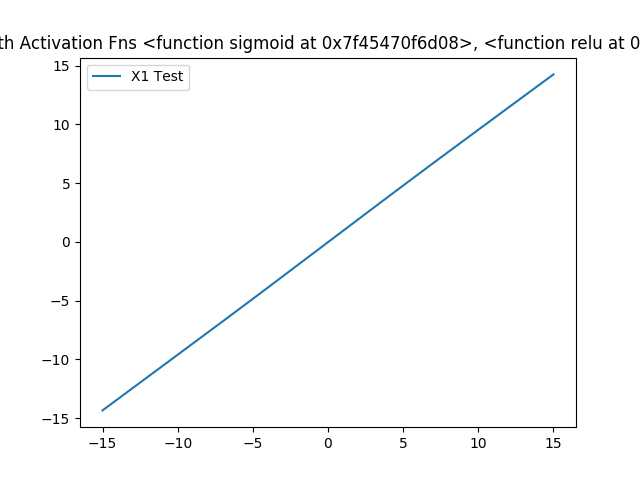 th Activation Fns <function sigmoid at 0x7f45470f6d08>, <function relu at 0
X1 Test
15
10
5
0
−5
−10
−15
−15 −10 −5 0 5 10 15